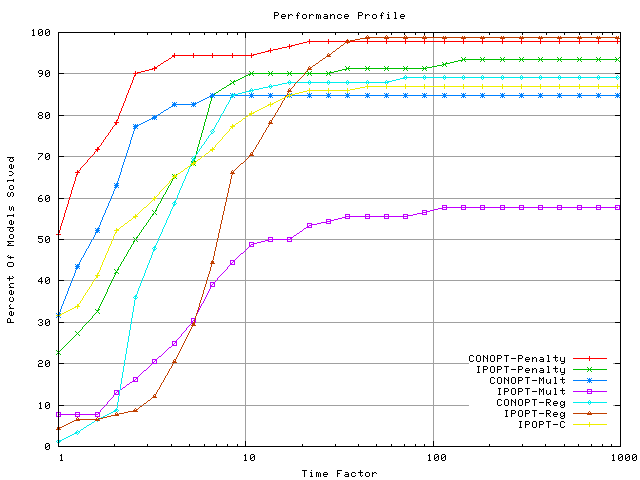 Performance Profile
100
90
80
70
60
50
40
30
20
10
0
Percent Of Models Solved
1
10
100
1000
Time Factor
CONOPT-Penalty
IPOPT-Penalty
CONOPT-Mult
IPOPT-Mult
CONOPT-Reg
IPOPT-Reg
IPOPT-C